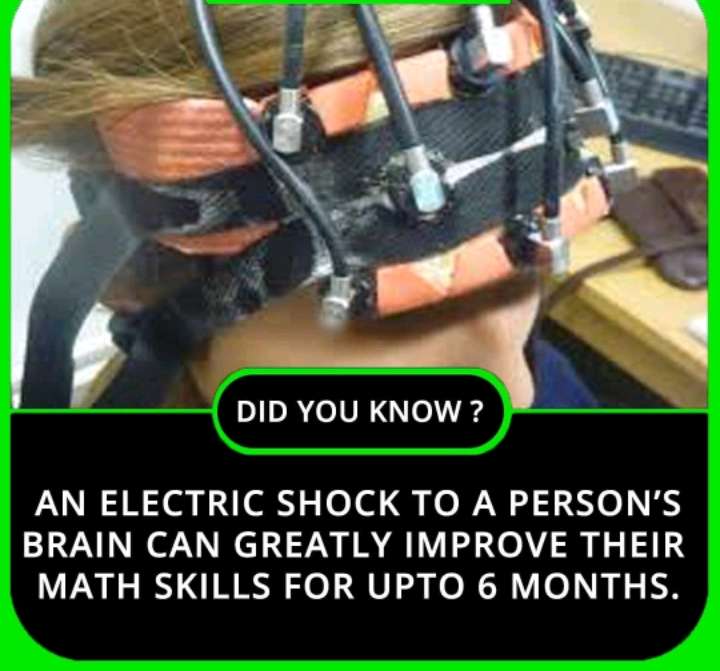 DID YOU KNOW ?
AN ELECTRIC SHOCK TO A PERSON'S
BRAIN CAN GREATLY IMPROVE THEIR
MATH SKILLS FOR UPTO 6 MONTHS.